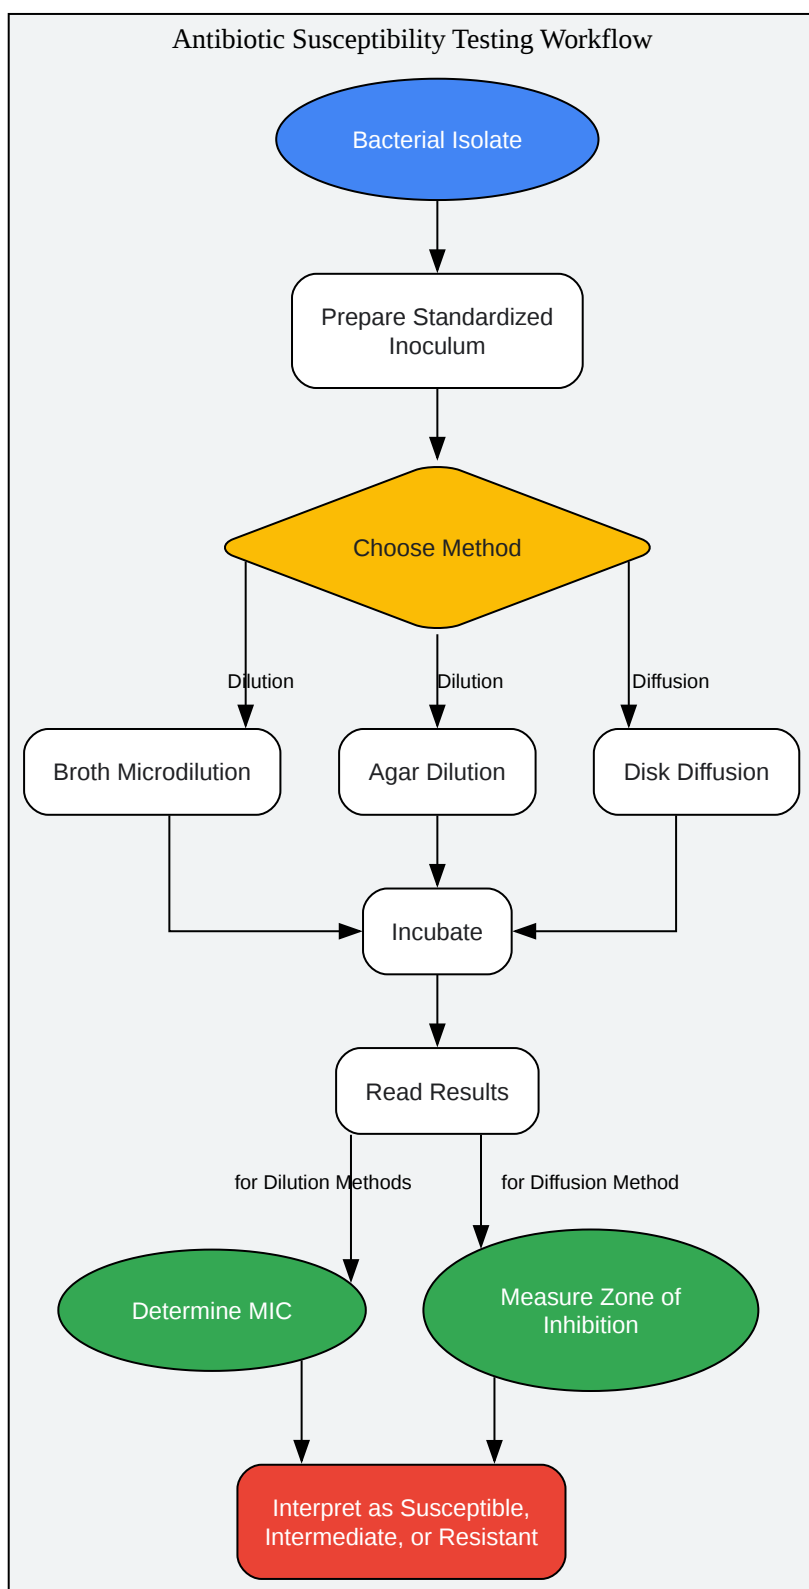 Antibiotic Susceptibility Testing Workflow
Bacterial Isolate
Prepare Standardized
Inoculum
Choose Method
Dilution
Dilution
Diffusion
Broth Microdilution
Agar Dilution
Disk Diffusion
Incubate
Read Results
for Dilution Methods
for Diffusion Method
Determine MIC
Measure Zone of
Inhibition
Interpret as Susceptible,
Intermediate, or Resistant